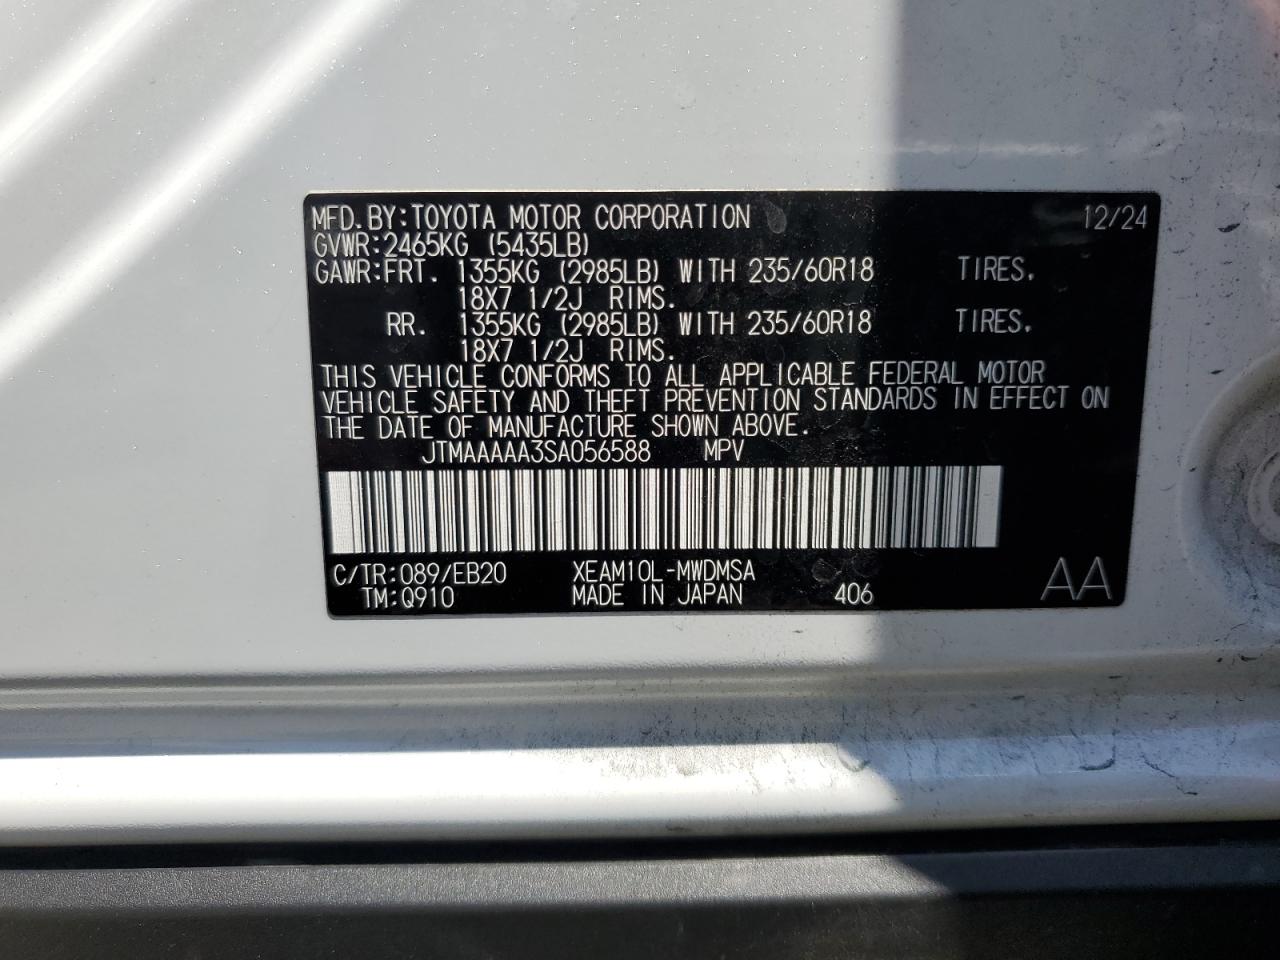 MFD.BY:TOYOTA MOTOR CORPORATION 12/24
GVWR:2465KG (5435LB)
GAWR:FRT. 1355KG (2985LB) WITH 235/60R18 TIRES.
18X7 1/2J RIMS.
RR. 1355KG (2985LB) WITH 235/60R18 TIRES.
18X7 1/2J RIMS.
THIS VEHICLE CONFORMS TO ALL APPLICABLE FEDERAL MOTOR
VEHICLE SAFETY AND THEFT PREVENTION STANDARDS IN EFFECT ON
THE DATE OF MANUFACTURE SHOWN ABOVE.
JTMAAAAA3SA056588 MPV
C/TR:089/EB20 XEAM10L-MWDMSA
TM:Q910 MADE IN JAPAN 406 AA